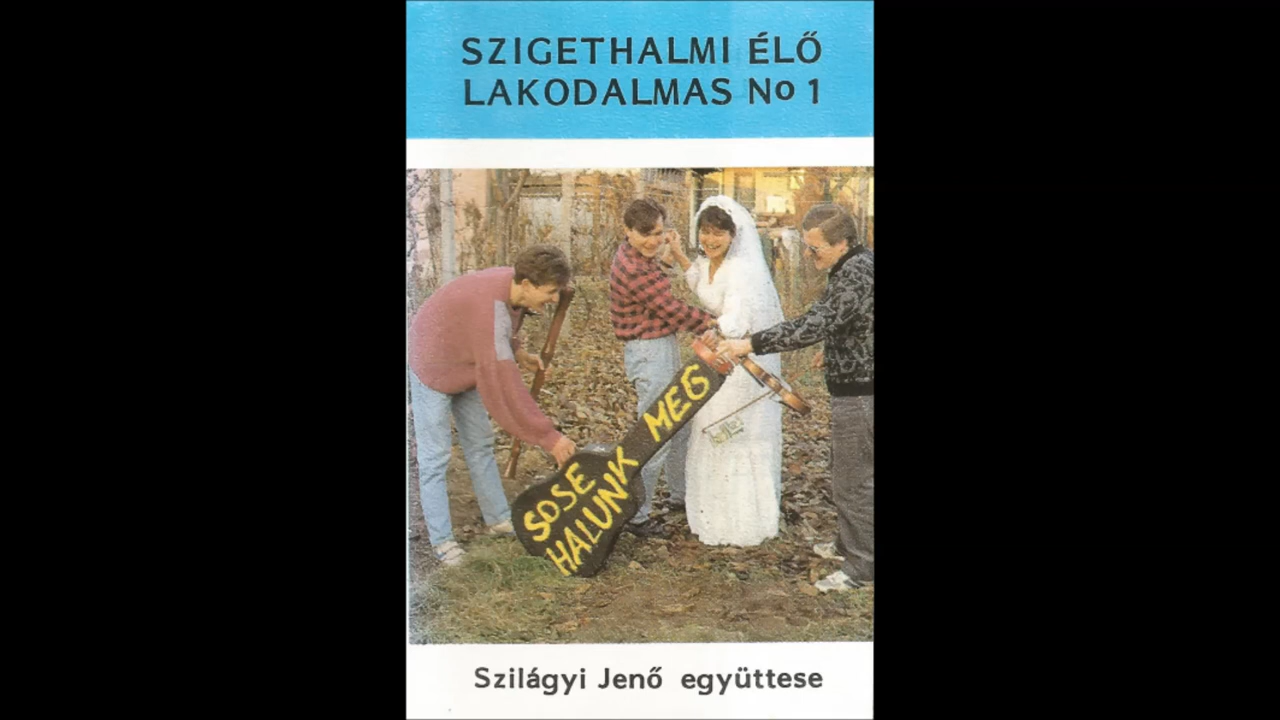 SZIGETHALMI ÉLŐ
LAKODALMAS No 1
SOSE
HALUNK
MEG
Szilágyi Jenő együttese